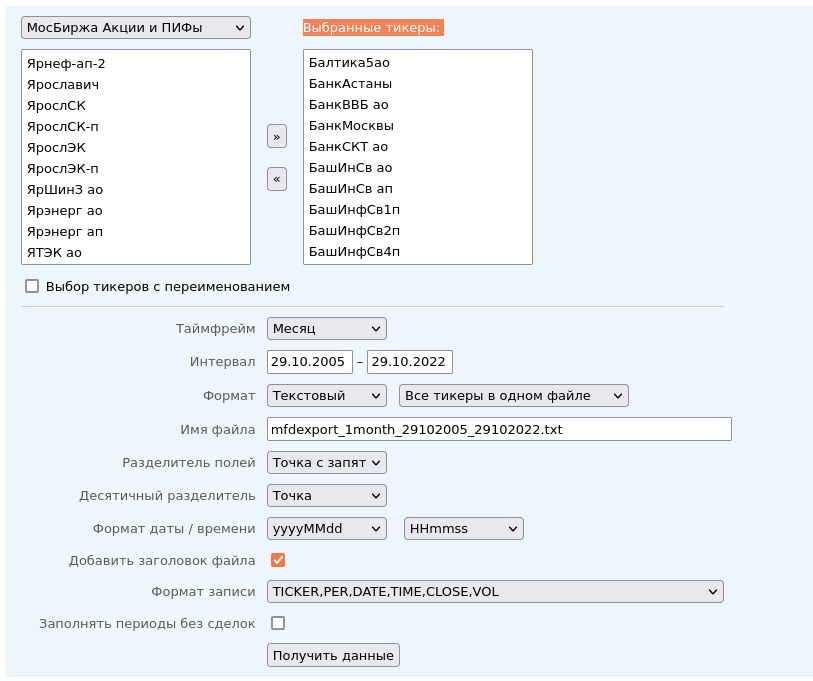 МосБиржа Акции и ПИФы
Выбранные тикеры:
Ярнеф-ап-2
Ярославич
ЯрослСК
ЯрослСК-п
ЯрослЭК
ЯрослЭК-п
ЯрШинЗ ао
Ярэнерг ао
Ярэнерг ап
ЯТЭК ао
»
«
Балтика5ао
БанкАстаны
БанкВВБ ао
БанкМосквы
БанкСКТ ао
БашИнСв ао
БашИнСв ап
БашИнфСв1п
БашИнфСв2п
БашИнфСв4п
Выбор тикеров с переименованием
Таймфрейм Месяц
Интервал 29.10.2005 – 29.10.2022
Формат Текстовый Все тикеры в одном файле
Имя файла mfdexport_1month_29102005_29102022.txt
Разделитель полей Точка с запят
Десятичный разделитель Точка
Формат даты / времени yyyyMMdd HHmmss
Добавить заголовок файла
Формат записи TICKER,PER,DATE,TIME,CLOSE,VOL
Заполнять периоды без сделок
Получить данные